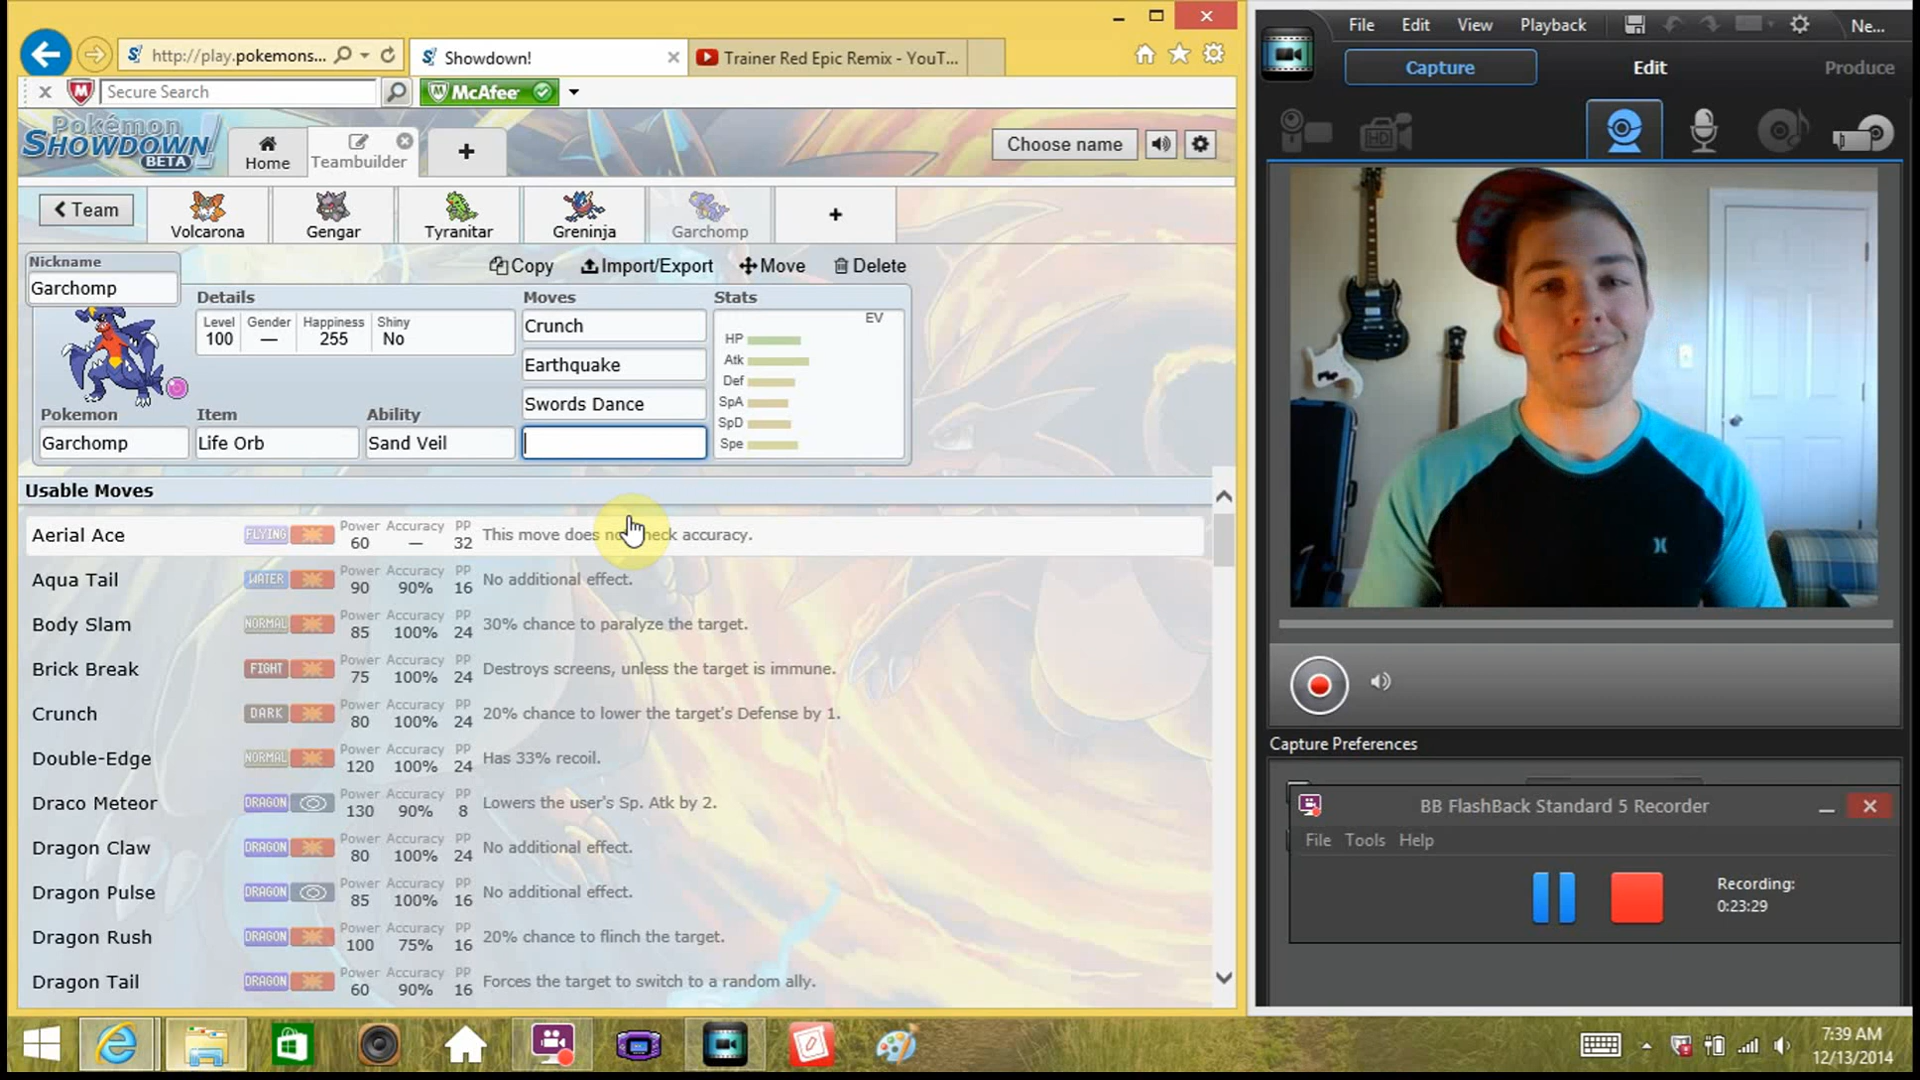 http://play.pokemons...
Showdown!
Trainer Red Epic Remix - YouT...
Secure Search
McAfee
Pokémon
SHOWDOWN
BETA
Home
Teambuilder
Choose name
Team
Volcarona
Gengar
Tyranitar
Greninja
Garchomp
Nickname
Garchomp
Copy
Import/Export
Move
Delete
Details
Moves
Stats
Level
Gender
Happiness
Shiny
100
—
255
No
Crunch
Earthquake
Swords Dance
EV
HP
Atk
Def
SpA
SpD
Spe
Pokemon
Item
Ability
Garchomp
Life Orb
Sand Veil
Usable Moves
Aerial Ace FLYING Power 60 Accuracy — PP 32 This move does no heck accuracy.
Aqua Tail WATER Power 90 Accuracy 90% PP 16 No additional effect.
Body Slam NORMAL Power 85 Accuracy 100% PP 24 30% chance to paralyze the target.
Brick Break FIGHT Power 75 Accuracy 100% PP 24 Destroys screens, unless the target is immune.
Crunch DARK Power 80 Accuracy 100% PP 24 20% chance to lower the target's Defense by 1.
Double-Edge NORMAL Power 120 Accuracy 100% PP 24 Has 33% recoil.
Draco Meteor DRAGON Power 130 Accuracy 90% PP 8 Lowers the user's Sp. Atk by 2.
Dragon Claw DRAGON Power 80 Accuracy 100% PP 24 No additional effect.
Dragon Pulse DRAGON Power 85 Accuracy 100% PP 16 No additional effect.
Dragon Rush DRAGON Power 100 Accuracy 75% PP 16 20% chance to flinch the target.
Dragon Tail DRAGON Power 60 Accuracy 90% PP 16 Forces the target to switch to a random ally.
File Edit View Playback
Ne...
Capture
Edit
Produce
HD
Capture Preferences
BB FlashBack Standard 5 Recorder
File Tools Help
Recording:
0:23:29
7:39 AM
12/13/2014